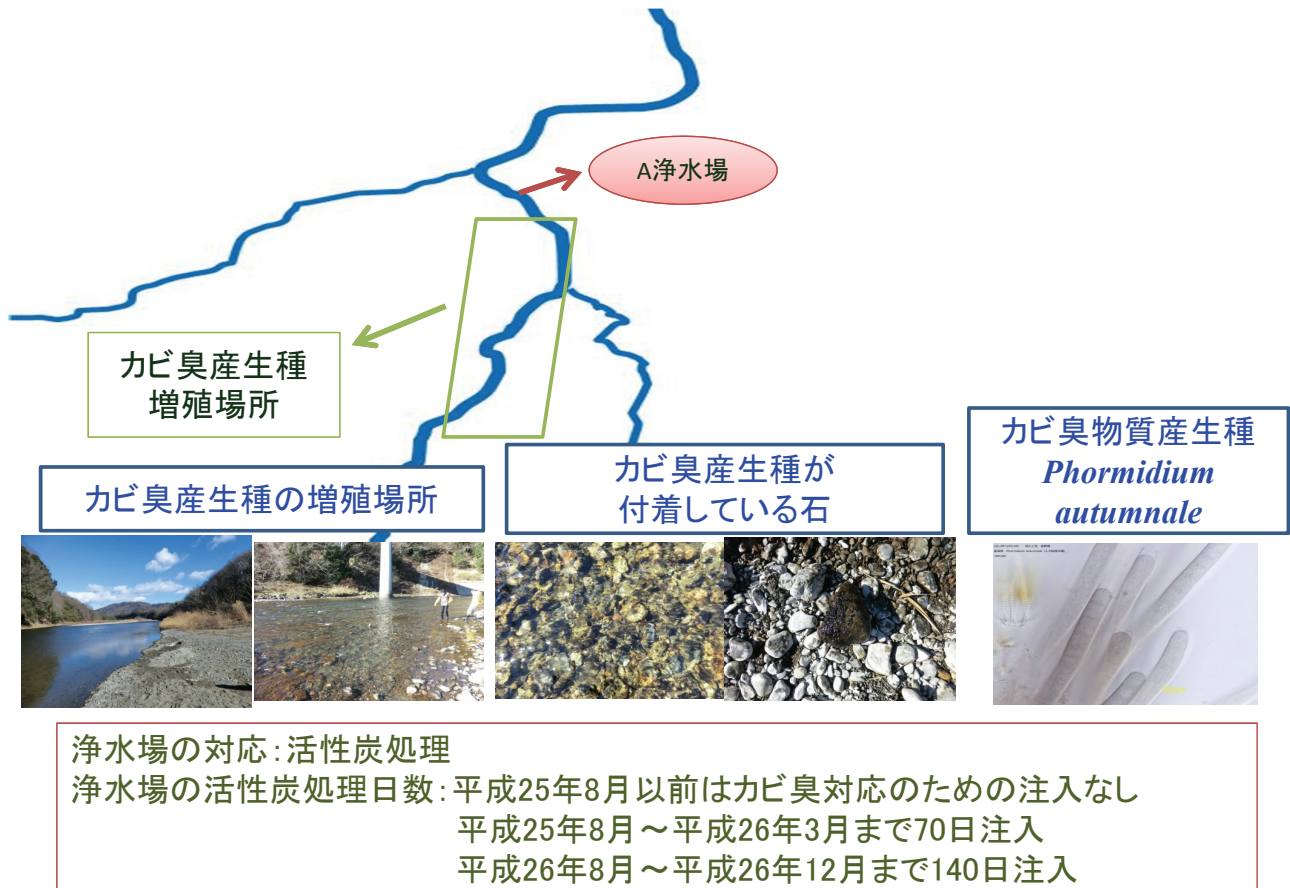 A浄水場
カビ臭産生種
増殖場所
カビ臭産生種の増殖場所
カビ臭産生種が
付着している石
カビ臭物質産生種
Phormidium
autumnale
浄水場の対応:活性炭処理
浄水場の活性炭処理日数:平成25年8月以前はカビ臭対応のための注入なし
平成25年8月~平成26年3月まで70日注入
平成26年8月~平成26年12月まで140日注入